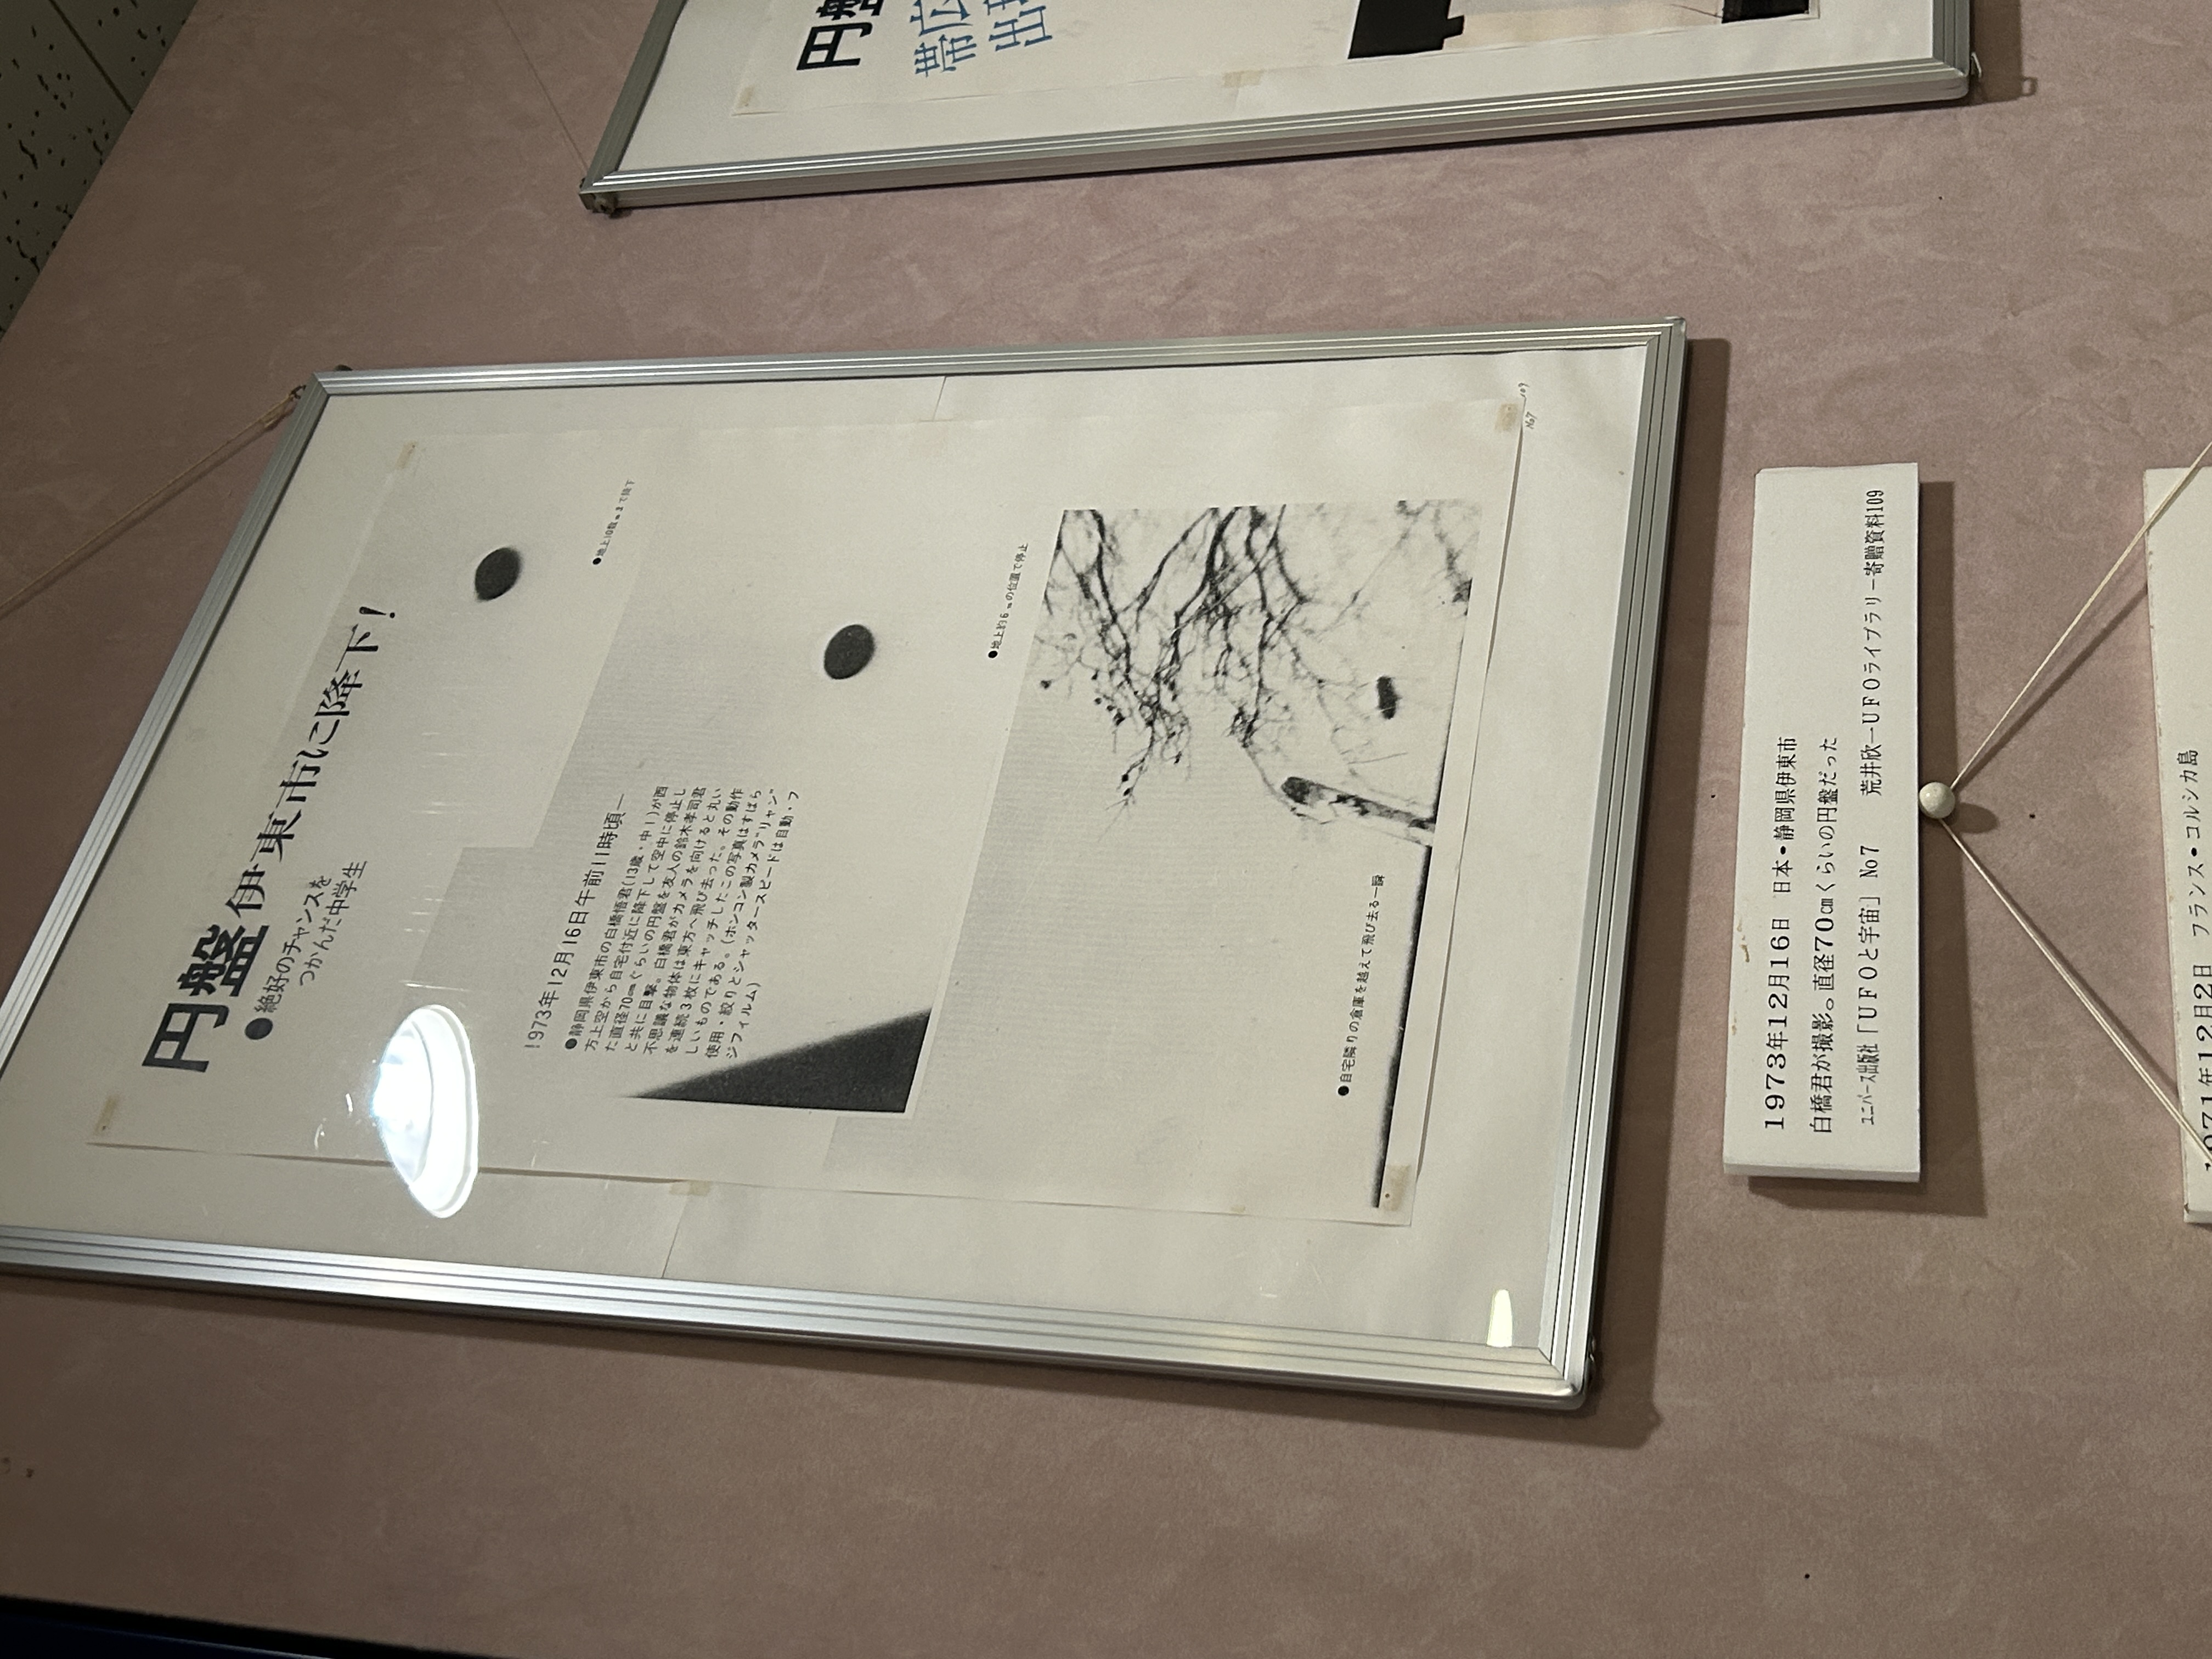 円盤
帯広
出
円盤伊東市に降下!
●絶好のチャンスを
つかんだ中学生
●地上10数mまで降下
1973年12月16日午前11時頃—
●静岡県伊東市の白橋悟君(13歳・中1)が西
方上空から自宅付近に降下して空中に停止し
た直径70㎝ぐらいの円盤を友人の鈴木孝司君
と共に目撃。白橋君がカメラを向けると丸い
不思議な物体は東方へ飛び去った。その動作
を連続3枚にキャッチしたこの写真はすばら
しいものである。(ホンコン製カメラ“リャン”
使用・絞りとシャッタースピードは自動・フ
ジフィルム)
●地上約6mの位置で停止
●自宅隣りの倉庫を越えて飛び去る一瞬
No7 109
1973年12月16日 日本・静岡県伊東市
白橋君が撮影。直径70㎝くらいの円盤だった
ユニバース出版社「UFOと宇宙」No7 荒井欣一UFOライブラリー寄贈資料109
1971年12月2日 フランス・コルシカ島